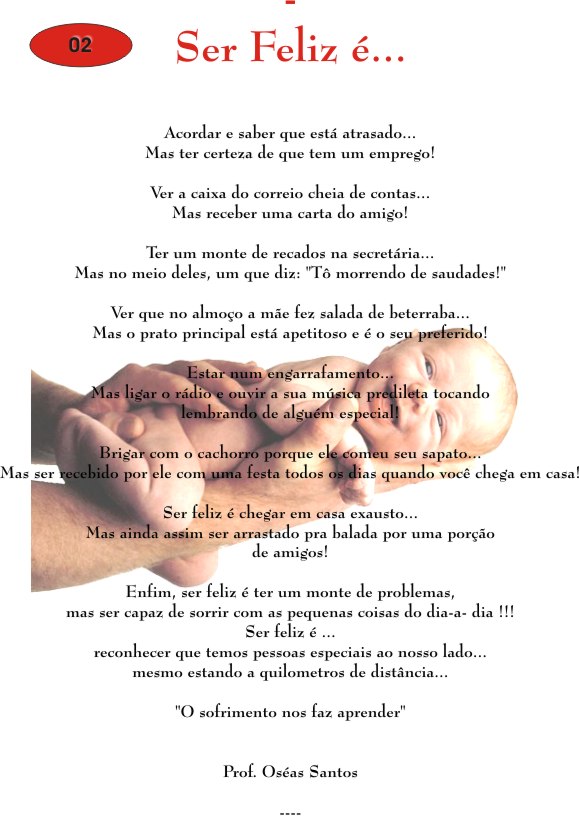 -
02
Ser Feliz é...
Acordar e saber que está atrasado...
Mas ter certeza de que tem um emprego!
Ver a caixa do correio cheia de contas...
Mas receber uma carta do amigo!
Ter um monte de recados na secretária...
Mas no meio deles, um que diz: "Tô morrendo de saudades!"
Ver que no almoço a mãe fez salada de beterraba...
Mas o prato principal está apetitoso e é o seu preferido!
Estar num engarrafamento...
Mas ligar o rádio e ouvir a sua música predileta tocando
lembrando de alguém especial!
Brigar com o cachorro porque ele comeu seu sapato...
Mas ser recebido por ele com uma festa todos os dias quando você chega em casa!
Ser feliz é chegar em casa exausto...
Mas ainda assim ser arrastado pra balada por uma porção
de amigos!
Enfim, ser feliz é ter um monte de problemas,
mas ser capaz de sorrir com as pequenas coisas do dia-a- dia !!!
Ser feliz é ...
reconhecer que temos pessoas especiais ao nosso lado...
mesmo estando a quilometros de distância...
"O sofrimento nos faz aprender"
Prof. Oséas Santos
----